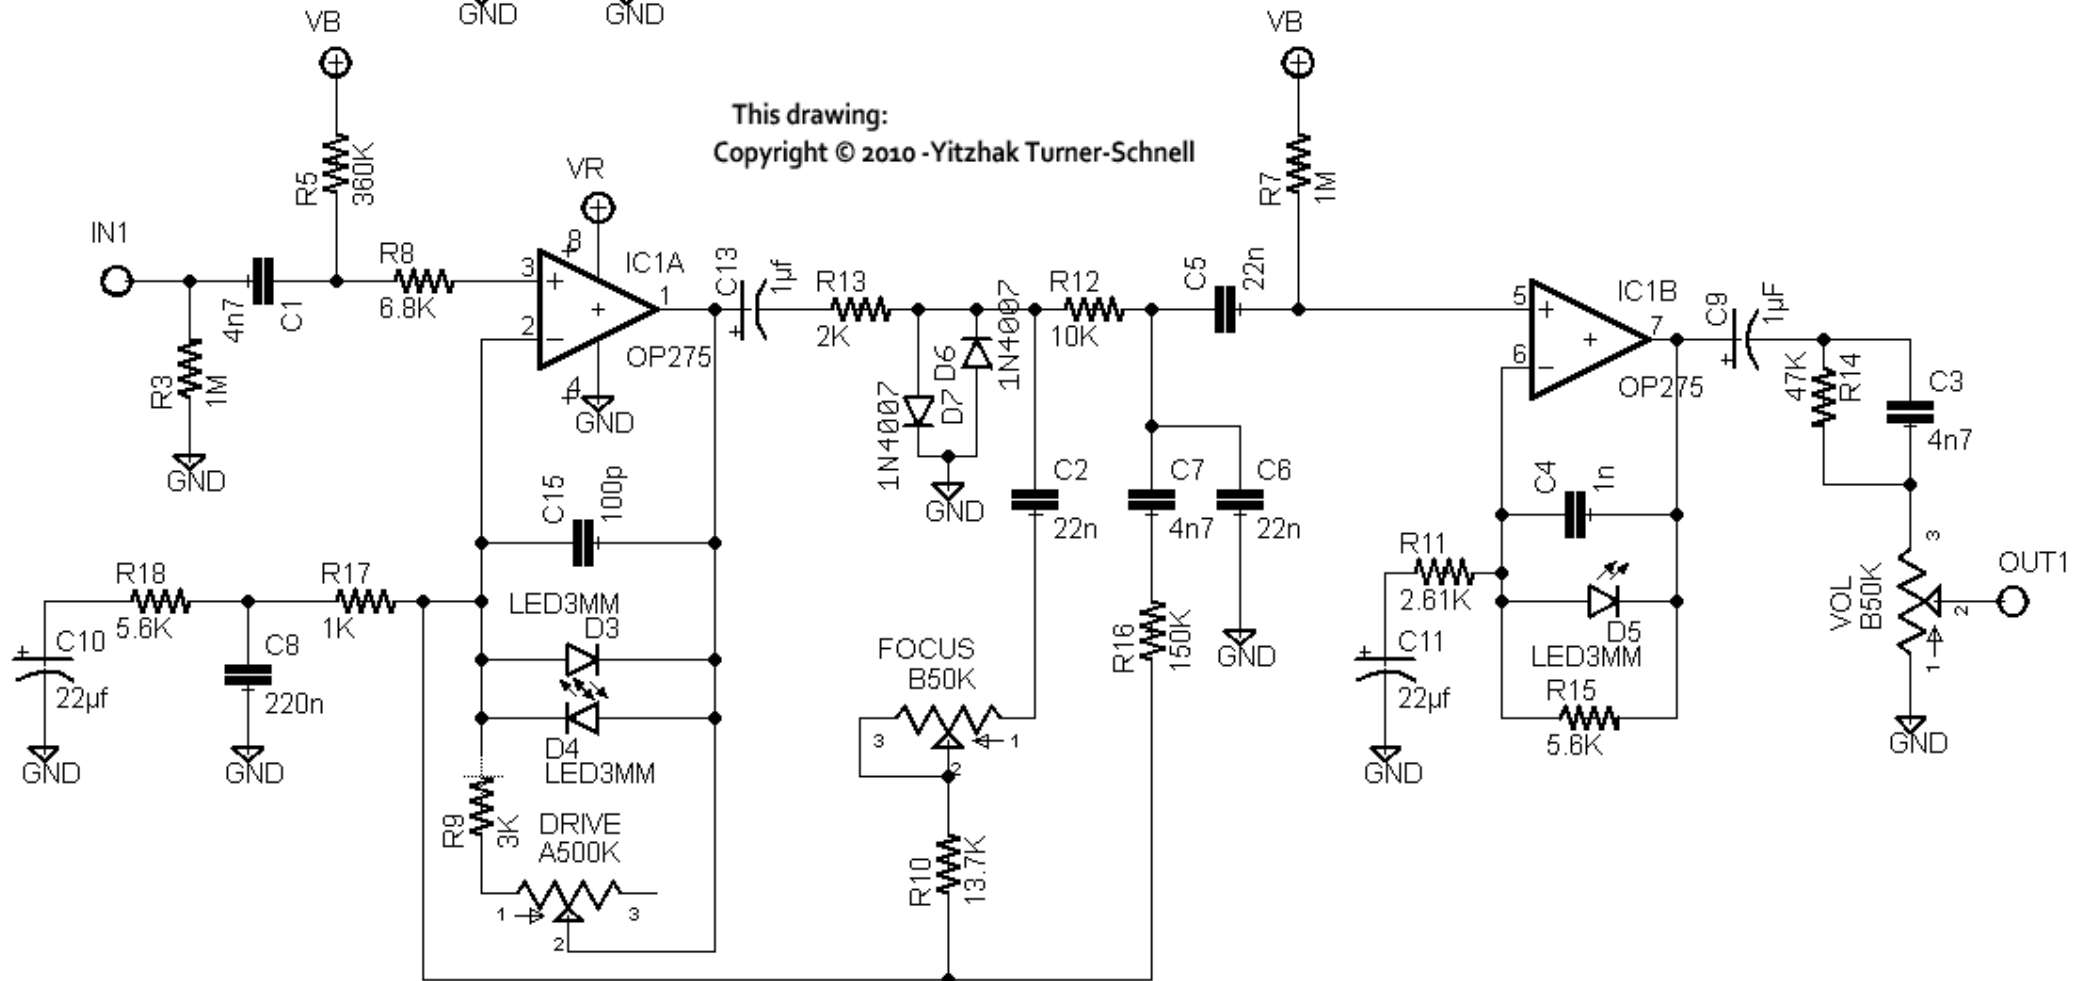 GND
GND
VB
VB
This drawing:
Copyright © 2010 -Yitzhak Turner-Schnell
R5
360K
VR
R7
1M
IN1
R8
6.8K
4n7
C1
R3
1M
GND
8
3
2
IC1A
1
OP275
4
GND
C13
1µf
+
R13
2K
D7
1N4007
D6
1N4007
GND
R12
10K
C5
22n
5
6
IC1B
7
OP275
C9
1µF
+
47K
R14
C3
4n7
C15
100p
C2
22n
C7
4n7
C6
22n
C4
1n
R18
5.6K
R17
1K
+
C10
22µf
GND
C8
220n
GND
LED3MM
D3
D4
LED3MM
R9
3K
DRIVE
A500K
1
2
3
FOCUS
B50K
3
2
1
R10
13.7K
R16
150K
GND
R11
2.61K
+
C11
22µf
GND
D5
LED3MM
R15
5.6K
VOL
B50K
3
2
1
OUT1
GND